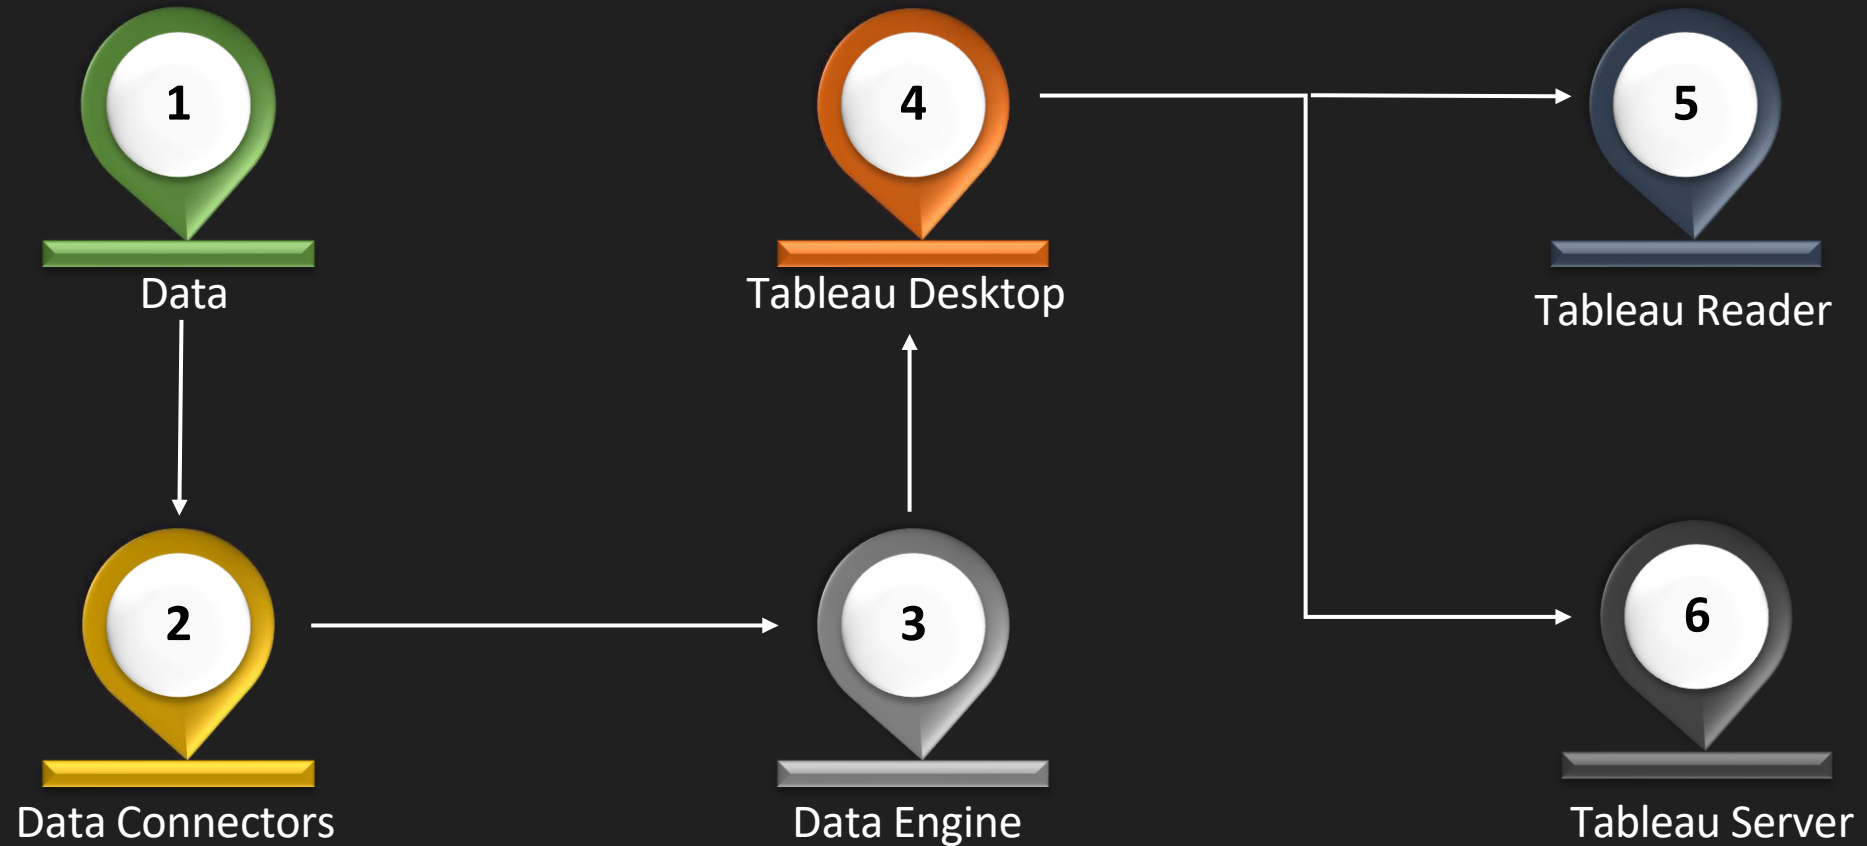 1
Data
2
Data Connectors
3
Data Engine
4
Tableau Desktop
5
Tableau Reader
6
Tableau Server